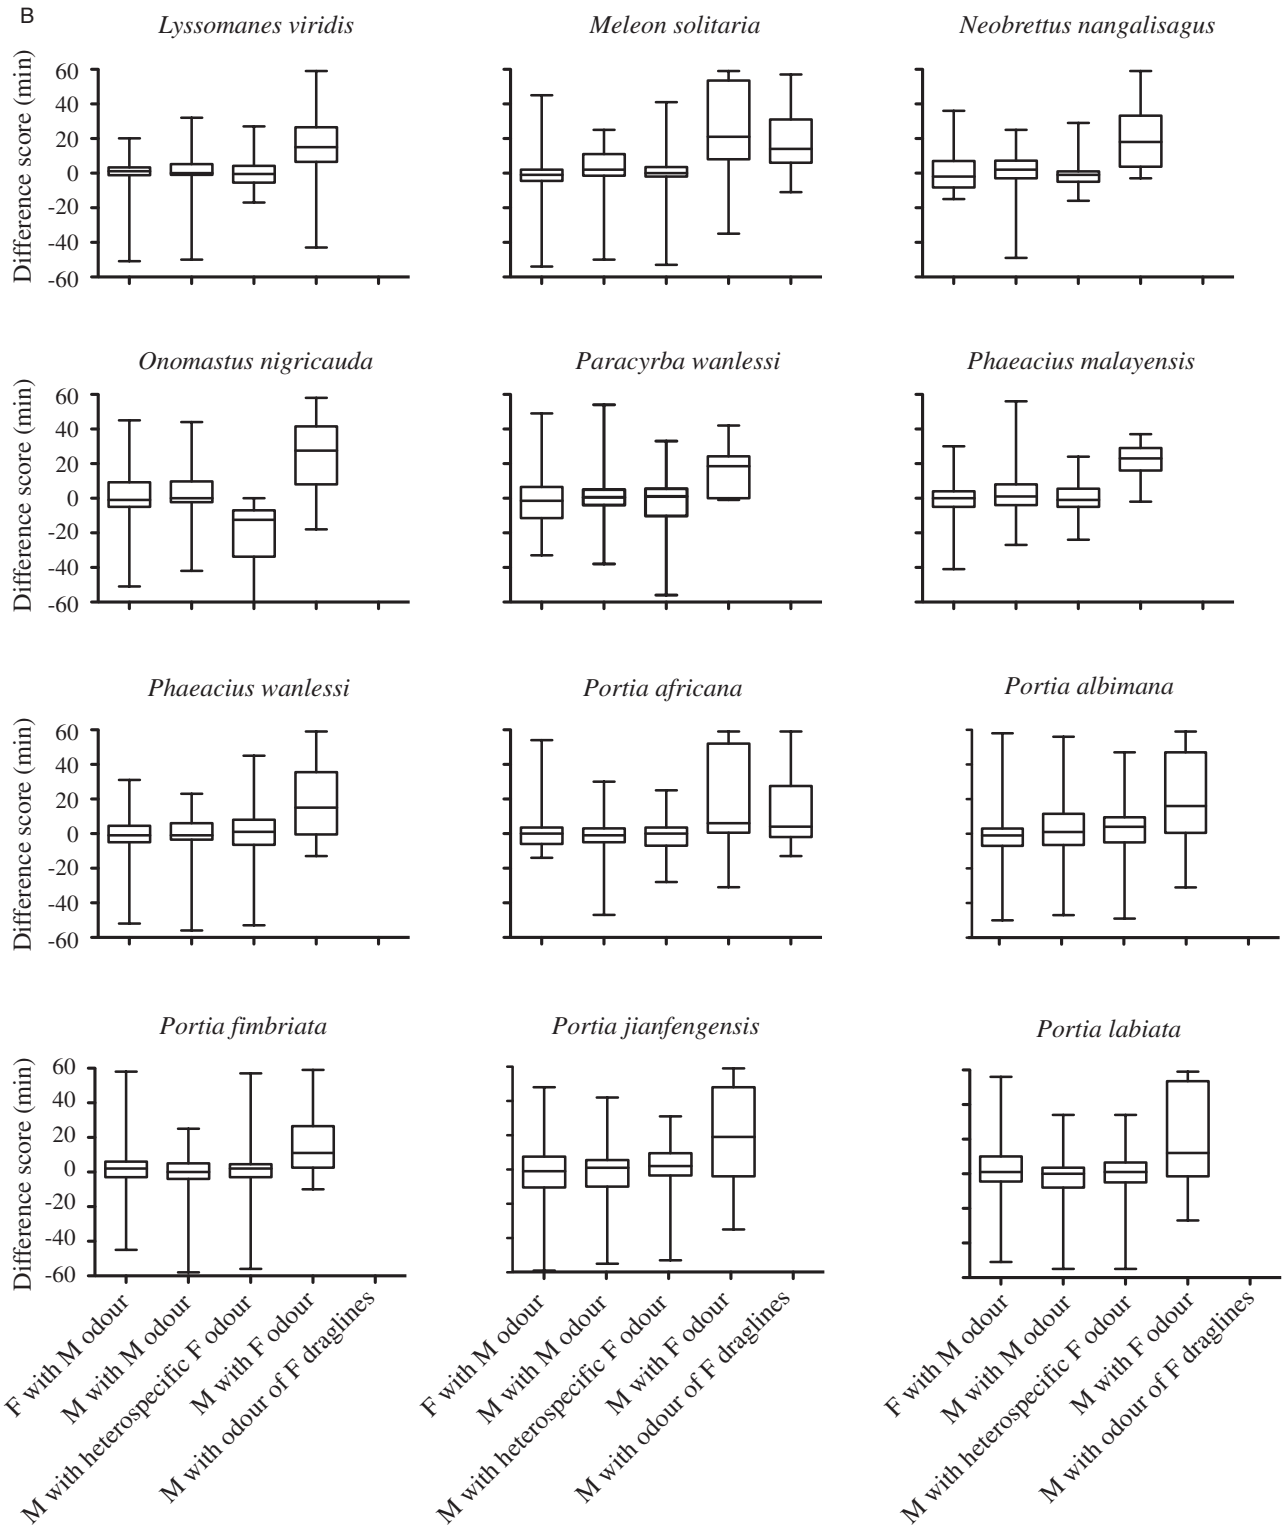 B
Lyssomanes viridis
Meleon solitaria
Neobrettus nangalisagus
Difference score (min)
60
40
20
0
-20
-40
-60
Onomastus nigricauda
Paracyrba wanlessi
Phaeacius malayensis
Difference score (min)
60
40
20
0
-20
-40
-60
Phaeacius wanlessi
Portia africana
Portia albimana
Difference score (min)
60
40
20
0
-20
-40
-60
Portia fimbriata
Portia jianfengensis
Portia labiata
Difference score (min)
60
40
20
0
-20
-40
-60
F with M odour
M with M odour
M with heterospecific F odour
M with F odour
M with odour of F draglines
F with M odour
M with M odour
M with heterospecific F odour
M with F odour
M with odour of F draglines
F with M odour
M with M odour
M with heterospecific F odour
M with F odour
M with odour of F draglines